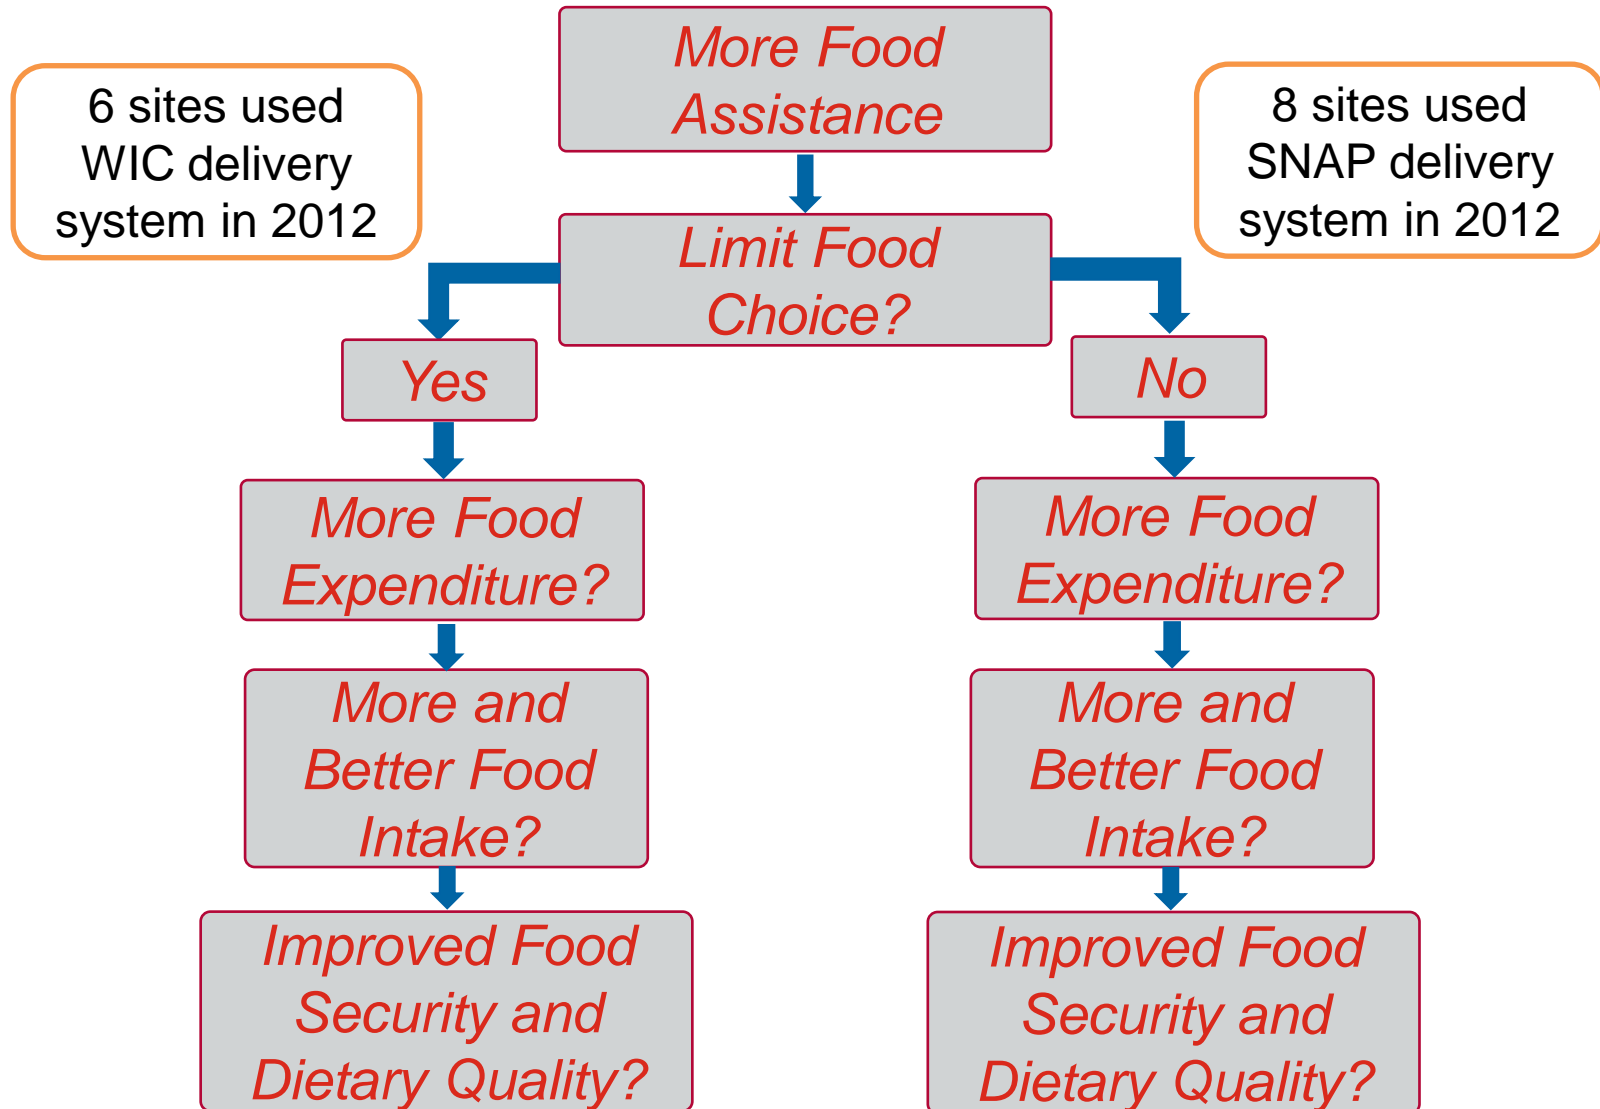 More Food
Assistance
6 sites used
WIC delivery
system in 2012
8 sites used
SNAP delivery
system in 2012
Limit Food
Choice?
Yes
No
More Food
Expenditure?
More Food
Expenditure?
More and
Better Food
Intake?
More and
Better Food
Intake?
Improved Food
Security and
Dietary Quality?
Improved Food
Security and
Dietary Quality?